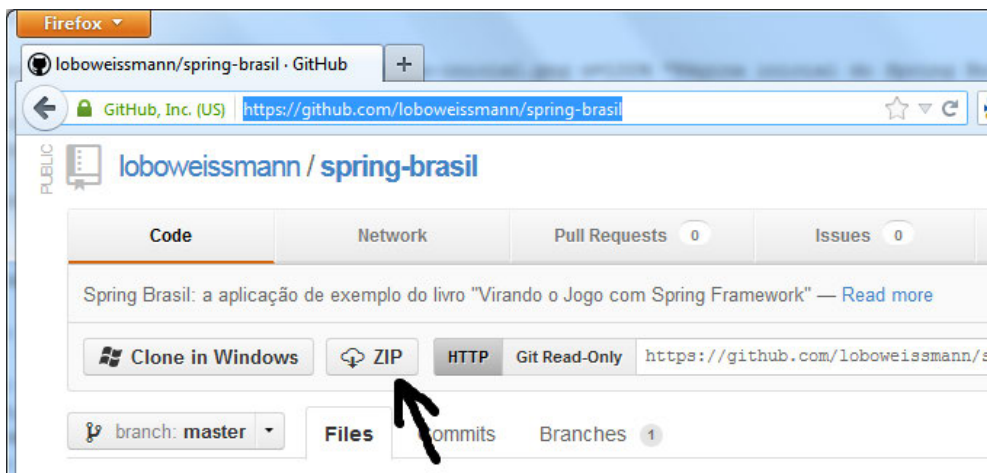 Firefox
loboweissmann/spring-brasil · GitHub
GitHub, Inc. (US) https://github.com/loboweissmann/spring-brasil
PUBLIC
loboweissmann / spring-brasil
Code Network Pull Requests 0 Issues 0
Spring Brasil: a aplicação de exemplo do livro "Virando o Jogo com Spring Framework" — Read more
Clone in Windows ZIP HTTP Git Read-Only https://github.com/loboweissmann/s
branch: master Files Commits Branches 1